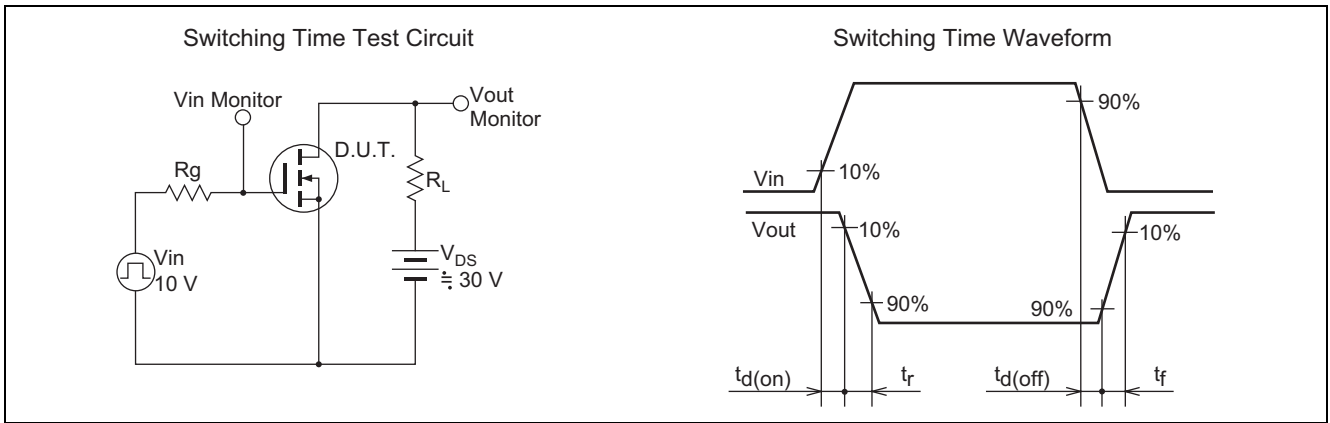 Switching Time Test Circuit
Vin Monitor
Vout
Monitor
D.U.T.
Rg
RL
Vin
10 V
VDS
≒ 30 V
Switching Time Waveform
Vin
10%
90%
Vout
10%
90%
90%
10%
td(on)
tr
td(off)
tf